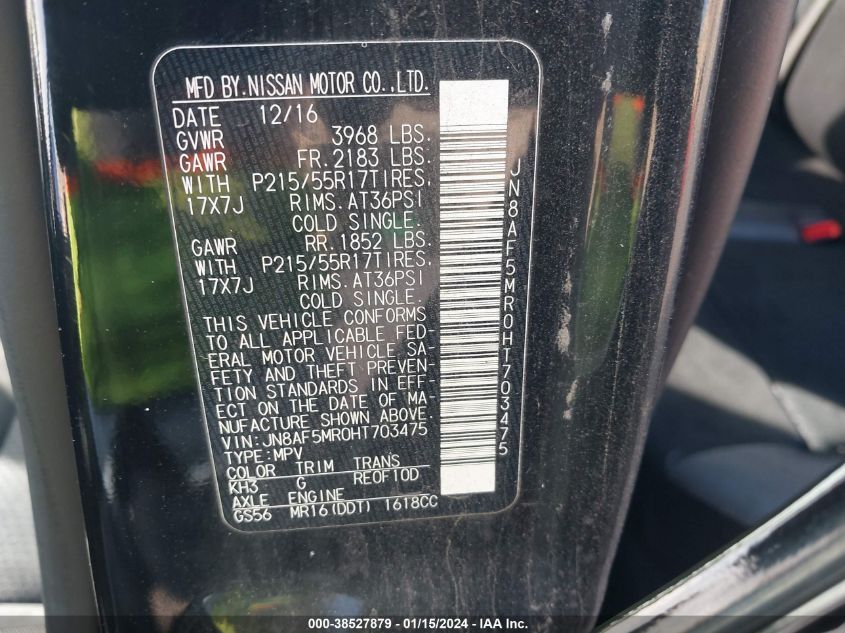 MFD BY.NISSAN MOTOR CO.,LTD.
DATE 12/16
GVWR 3968 LBS.
GAWR FR.2183 LBS.
WITH P215/55R17TIRES.
17X7J RIMS.AT36PSI
COLD SINGLE.
GAWR RR.1852 LBS.
WITH P215/55R17TIRES.
17X7J RIMS.AT36PSI
COLD SINGLE.
THIS VEHICLE CONFORMS
TO ALL APPLICABLE FED-
ERAL MOTOR VEHICLE SA-
FETY AND THEFT PREVEN-
TION STANDARDS IN EFF-
ECT ON THE DATE OF MA-
NUFACTURE SHOWN ABOVE.
VIN:JN8AF5MR0HT703475
TYPE:MPV
COLOR TRIM TRANS
KH3 G RE0F10D
AXLE ENGINE
GS56 MR16(DDT) 1618CC
JN8AF5MR0HT703475
000-38527879 - 01/15/2024 - IAA Inc.